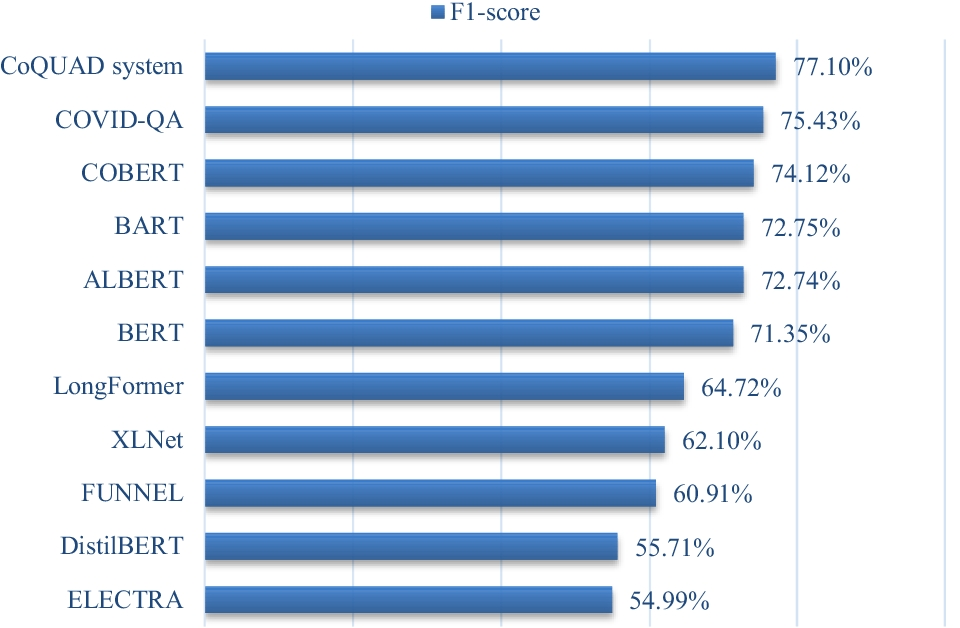 F1-score
CoQUAD system 77.10%
COVID-QA 75.43%
COBERT 74.12%
BART 72.75%
ALBERT 72.74%
BERT 71.35%
LongFormer 64.72%
XLNet 62.10%
FUNNEL 60.91%
DistilBERT 55.71%
ELECTRA 54.99%